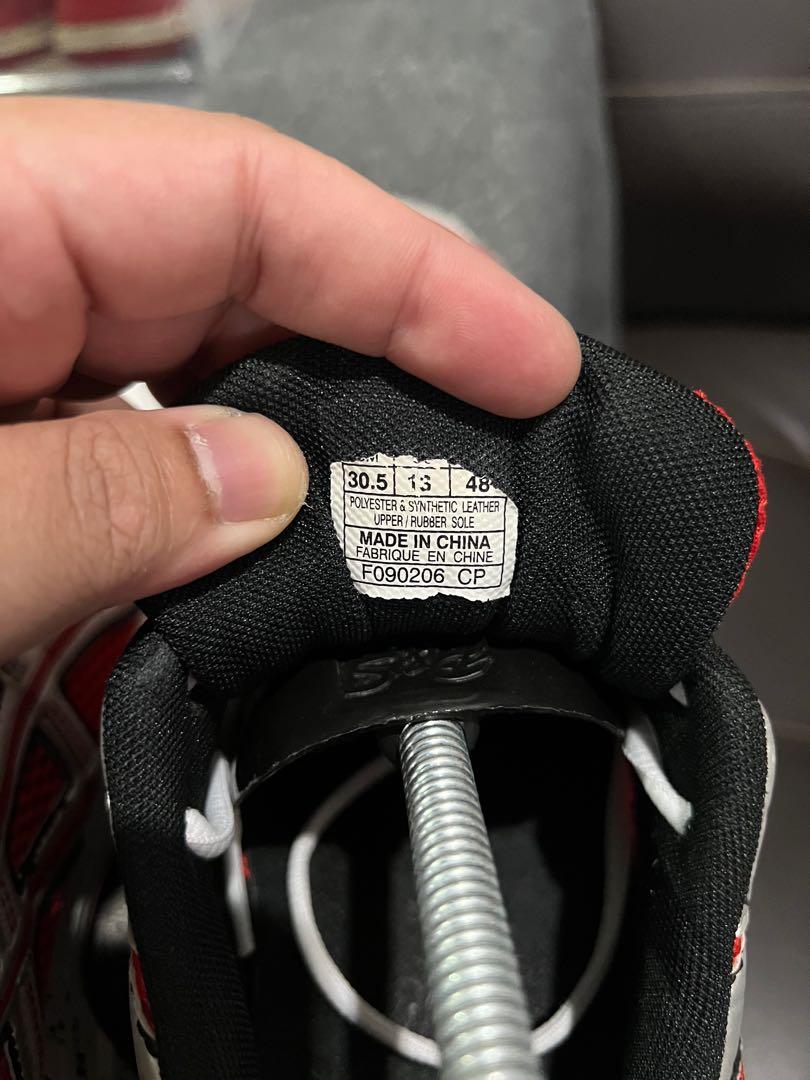 30.5 13 48
POLYESTER & SYNTHETIC LEATHER
UPPER / RUBBER SOLE
MADE IN CHINA
FABRIQUE EN CHINE
F090206 CP